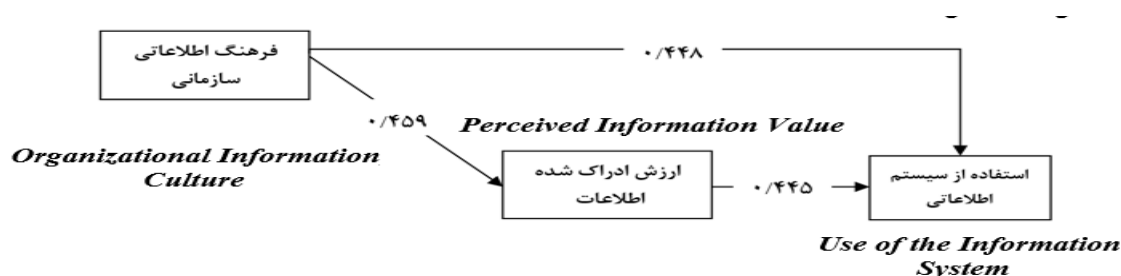 فرهنگ اطلاعاتی
سازمانی
۰/۴۴۸
۰/۴۵۹
Perceived Information Value
Organizational Information
Culture
ارزش ادراک شده
اطلاعات
۰/۴۴۵
استفاده از سیستم
اطلاعاتی
Use of the Information
System